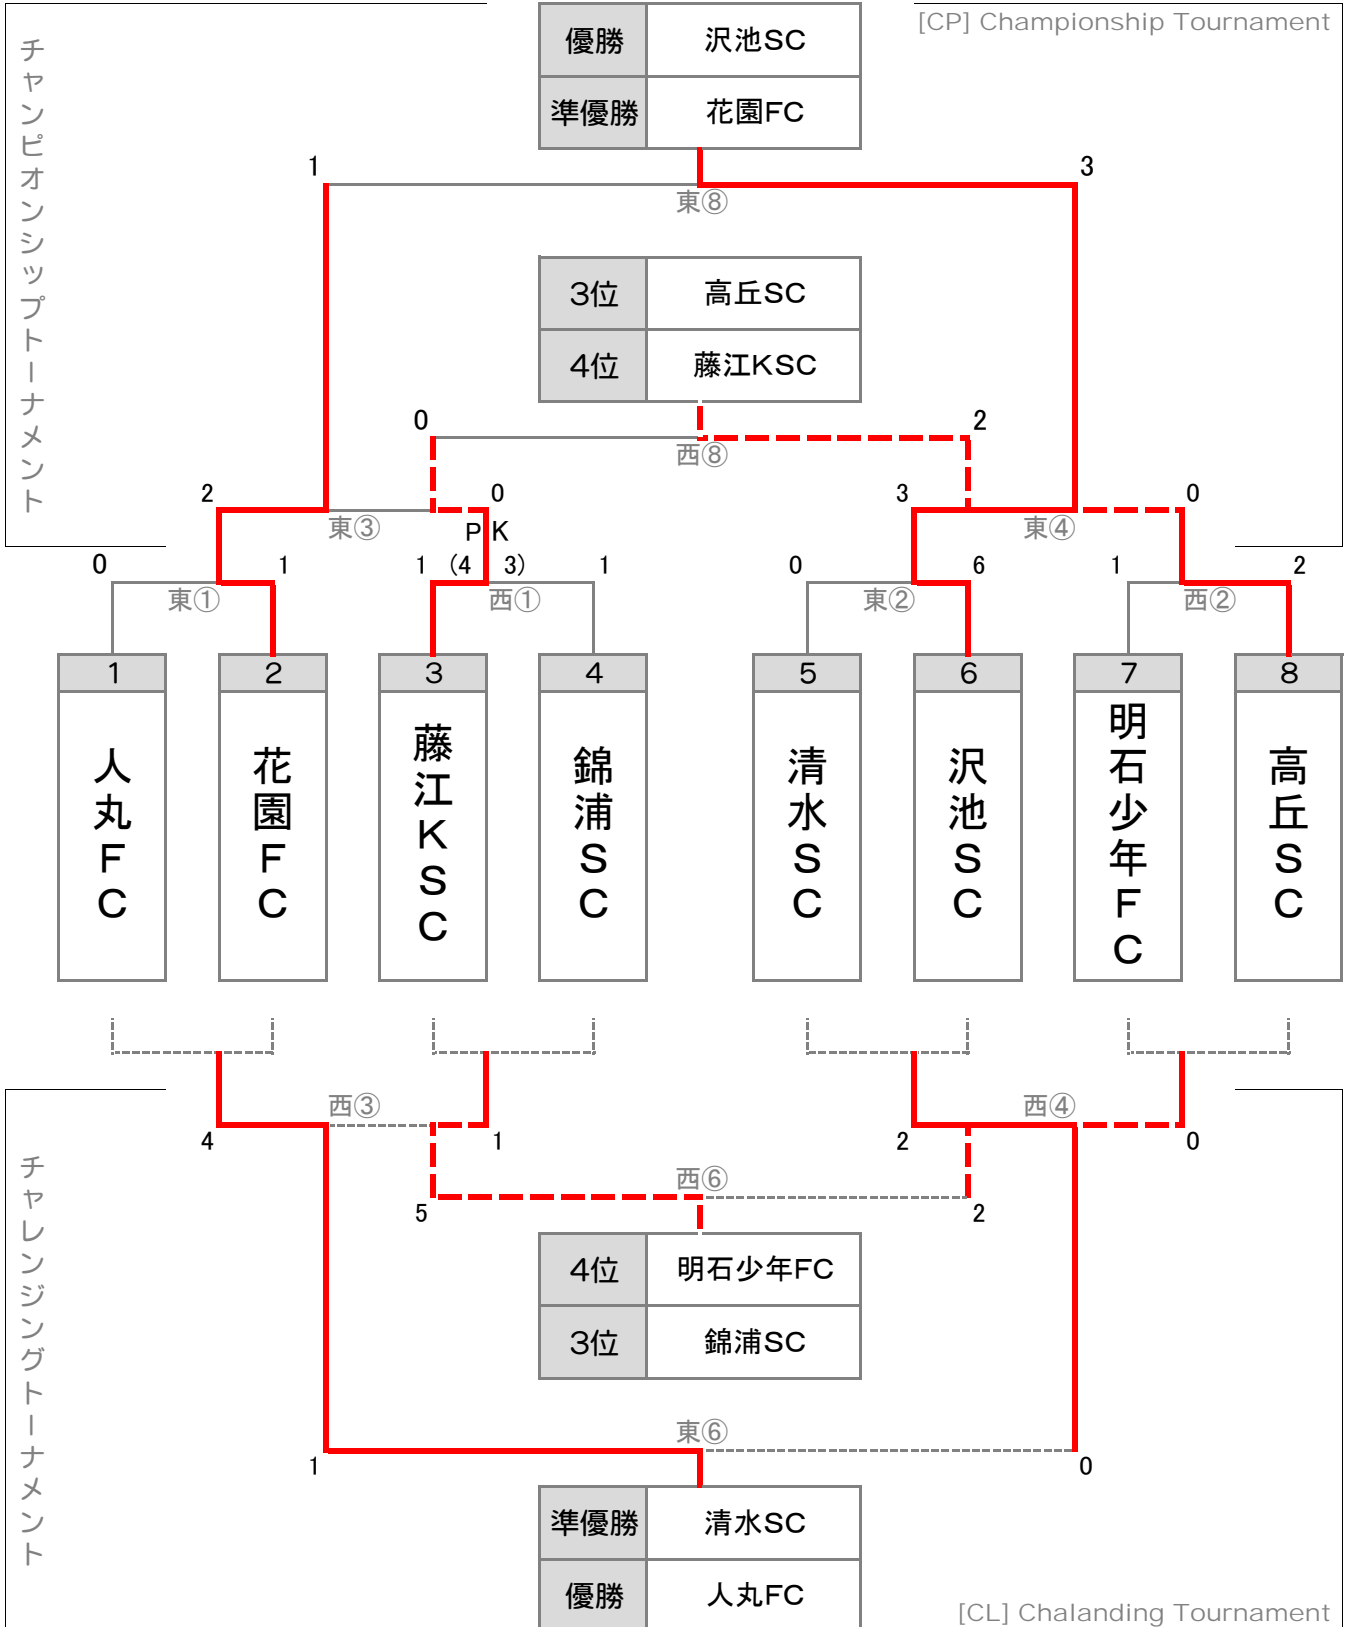 [CP] Championship Tournament
チャンピオンシップトーナメント
優勝 沢池SC
準優勝 花園FC
1 3
東⑧
3位 高丘SC
4位 藤江KSC
0 2
西⑧
2 0 3 0
東③ 東④
PK
0 1 1 (4 3) 1 0 6 1 2
東① 西① 東② 西②
1 2 3 4 5 6 7 8
人丸FC
花園FC
藤江KSC
錦浦SC
清水SC
沢池SC
明石少年FC
高丘SC
西③ 西④
4 1 2 0
西⑥
5 2
4位 明石少年FC
3位 錦浦SC
東⑥
1 0
準優勝 清水SC
優勝 人丸FC
チャレンジングトーナメント
[CL] Chalanding Tournament